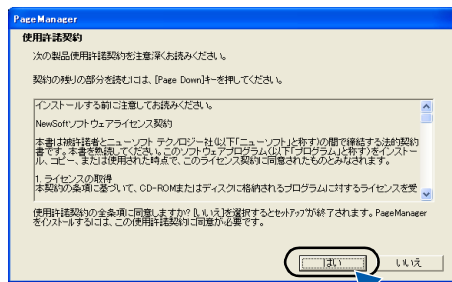 PageManager
使用許諾契約
次の製品使用許諾契約を注意深くお読みください。
契約の残りの部分を読むには、[Page Down]キーを押してください。
インストールする前に注意してお読みください。
NewSoftソフトウェアライセンス契約
本書は被許諾者とニューソフト テクノロジー社(以下「ニューソフト」と称す)の間で締結する法的契約
書です。本書を熟読してください。このソフトウェアプログラム(以下「プログラム」と称す)をインストー
ル、コピー、または使用された時点で、このライセンス契約に同意されたものとみなされます。
1. ライセンスの取得
本契約の条項に基づいて、CD-ROMまたはディスクに格納されるプログラムに対するライセンスを受
使用許諾契約の全条項に同意しますか? [いいえ]を選択するとセットアップが終了されます。PageManager
をインストールするには、この使用許諾契約に同意が必要です。
はい
いいえ